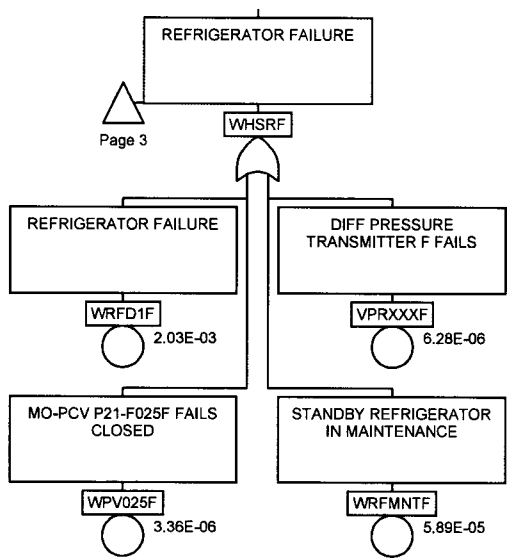 REFRIGERATOR FAILURE
Page 3
WHSRF
REFRIGERATOR FAILURE
DIFF PRESSURE
TRANSMITTER F FAILS
WRFD1F
2.03E-03
VPRXXXF
6.28E-06
MO-PCV P21-F025F FAILS
CLOSED
STANDBY REFRIGERATOR
IN MAINTENANCE
WPV025F
3.36E-06
WRFMNTF
5.89E-05